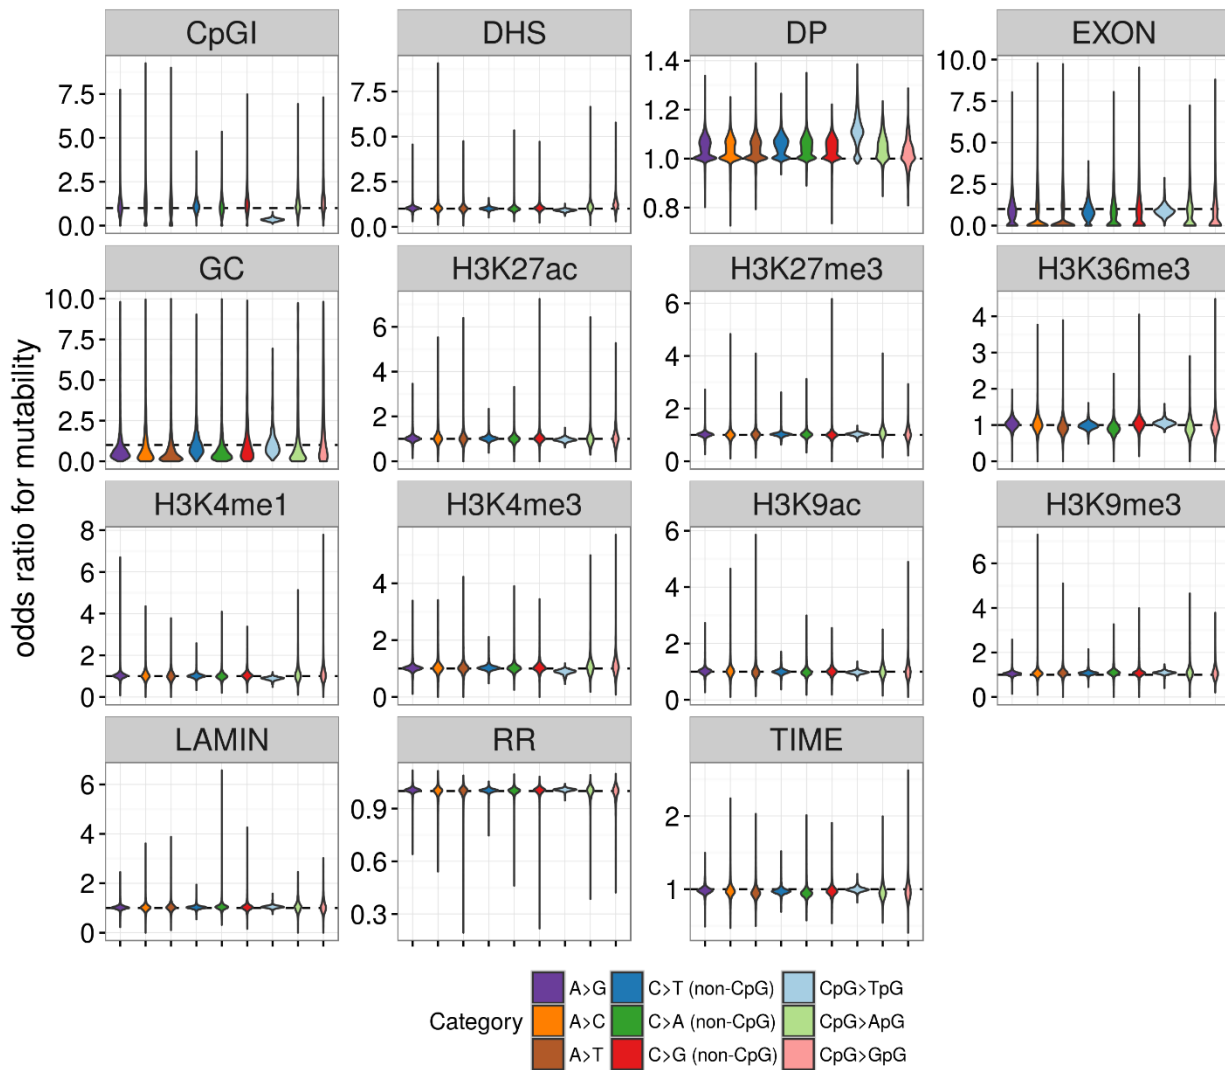 CpGI DHS DP EXON
7.5 5.0 2.5 0.0
7.5 5.0 2.5 0.0
1.4 1.2 1.0 0.8
10.0 7.5 5.0 2.5 0.0
GC H3K27ac H3K27me3 H3K36me3
10.0 7.5 5.0 2.5 0.0
6 4 2 0
6 4 2 0
4 3 2 1 0
odds ratio for mutability
H3K4me1 H3K4me3 H3K9ac H3K9me3
8 6 4 2 0
4 2 0
6 4 2 0
6 4 2 0
LAMIN RR TIME
6 4 2 0
0.9 0.6 0.3
2 1
Category
A>G C>T (non-CpG) CpG>TpG
A>C C>A (non-CpG) CpG>ApG
A>T C>G (non-CpG) CpG>GpG